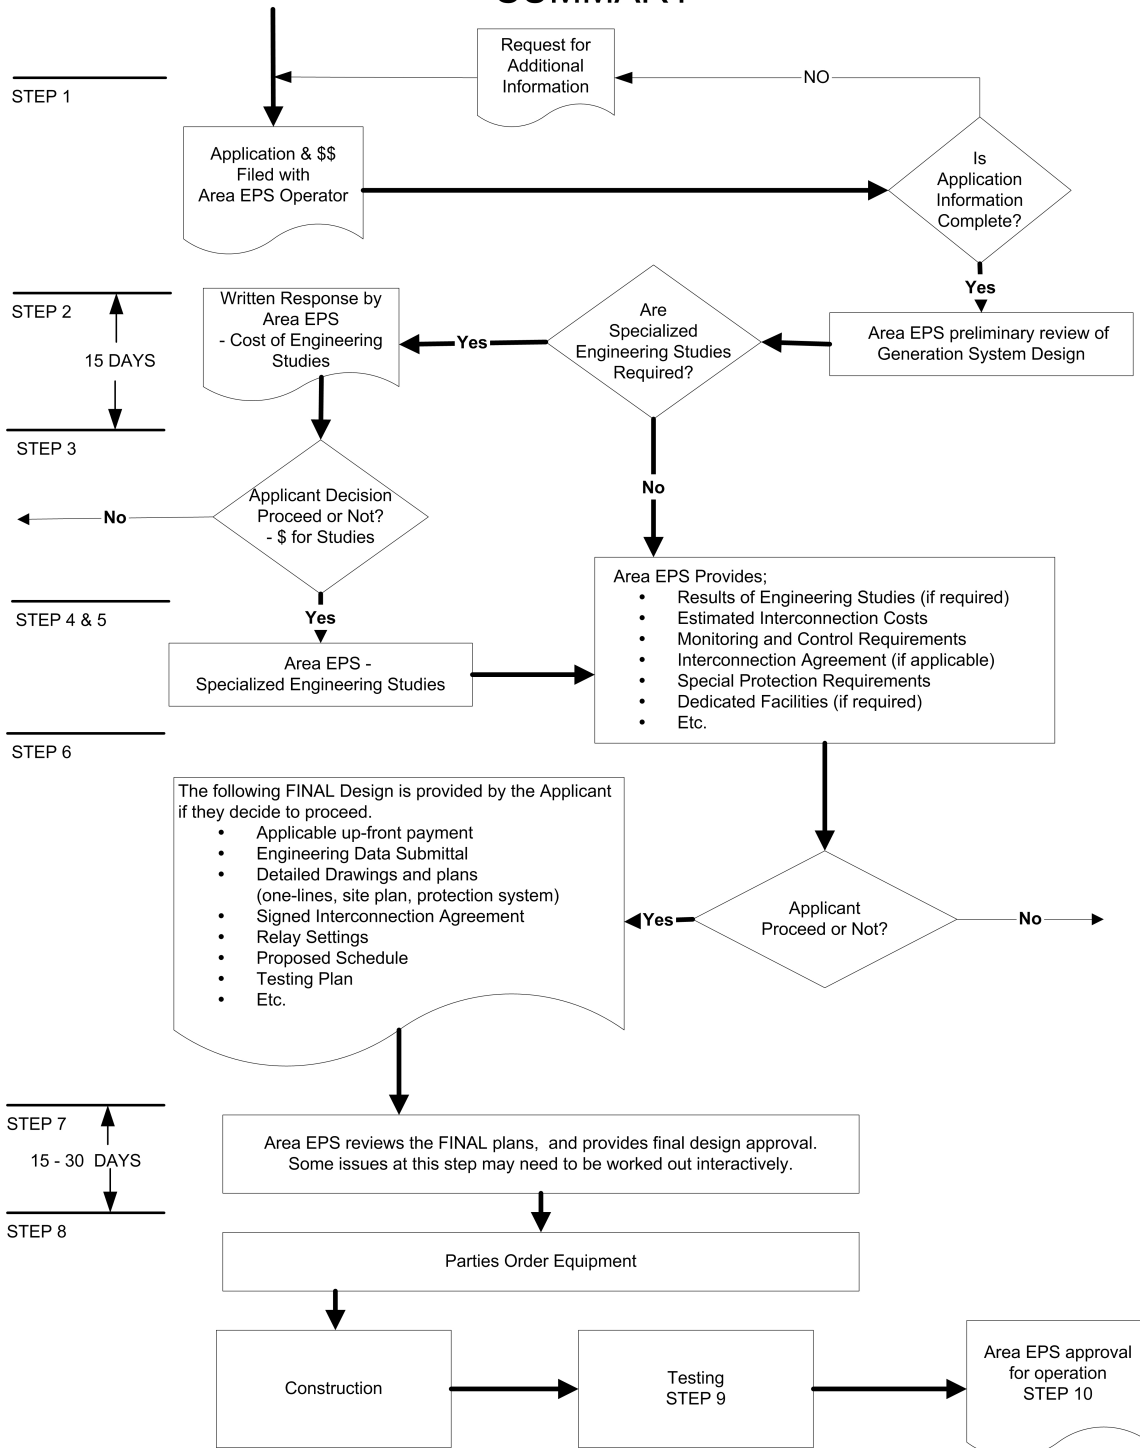 SUMMARY
Request for
Additional
Information
NO
STEP 1
Application & $$
Filed with
Area EPS Operator
Is
Application
Information
Complete?
Yes
STEP 2
15 DAYS
Written Response by
Area EPS
- Cost of Engineering
Studies
Yes
Are
Specialized
Engineering Studies
Required?
Area EPS preliminary review of
Generation System Design
STEP 3
No
Applicant Decision
Proceed or Not?
- $ for Studies
No
Yes
STEP 4 & 5
Area EPS -
Specialized Engineering Studies
Area EPS Provides;
• Results of Engineering Studies (if required)
• Estimated Interconnection Costs
• Monitoring and Control Requirements
• Interconnection Agreement (if applicable)
• Special Protection Requirements
• Dedicated Facilities (if required)
• Etc.
STEP 6
The following FINAL Design is provided by the Applicant
if they decide to proceed.
• Applicable up-front payment
• Engineering Data Submittal
• Detailed Drawings and plans
(one-lines, site plan, protection system)
• Signed Interconnection Agreement
• Relay Settings
• Proposed Schedule
• Testing Plan
• Etc.
Yes
Applicant
Proceed or Not?
No
STEP 7
15 - 30 DAYS
Area EPS reviews the FINAL plans, and provides final design approval.
Some issues at this step may need to be worked out interactively.
STEP 8
Parties Order Equipment
Construction
Testing
STEP 9
Area EPS approval
for operation
STEP 10